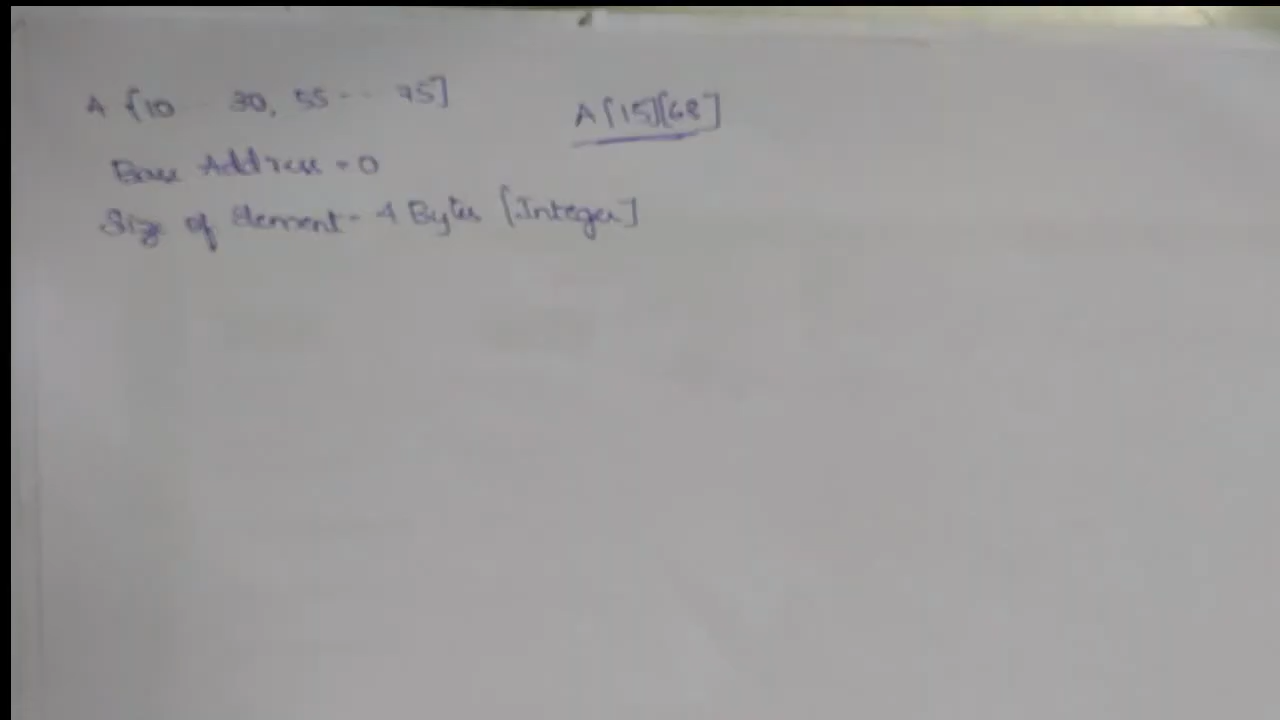 A [10 30, 55 -- 75] A[15][68]
Base Address = 0
Size of Element - 4 Bytes [Integer]